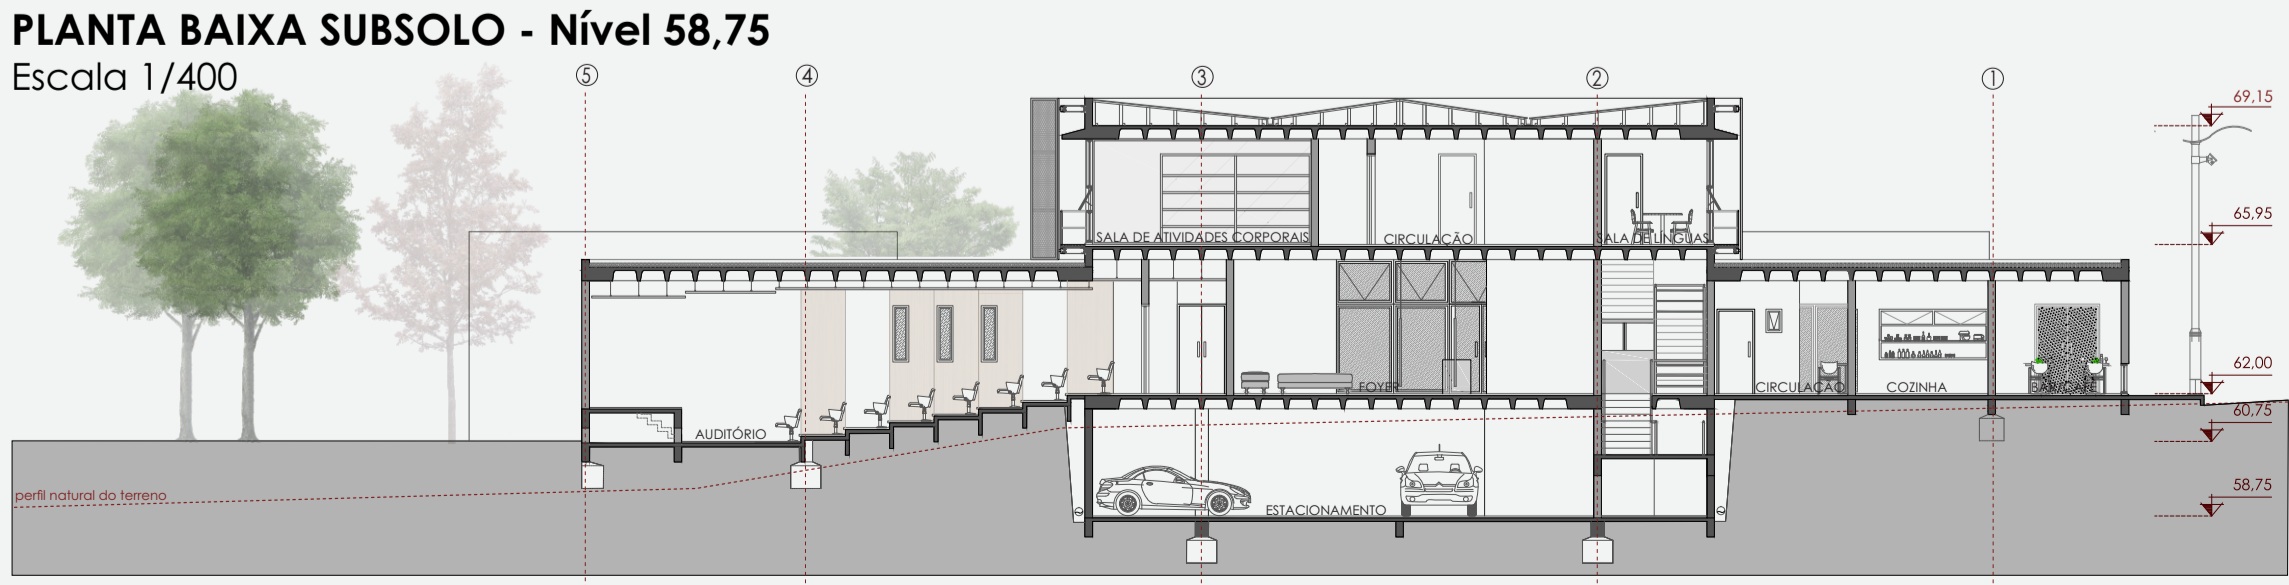 PLANTA BAIXA SUBSOLO - Nível 58,75
Escala 1/400
5
4
3
2
1
69,15
65,95
SALA DE ATIVIDADES CORPORAIS
CIRCULAÇÃO
SALA DE LÍNGUAS
62,00
FOYER
CIRCULAÇÃO
COZINHA
BAR/CAFÉ
60,75
AUDITÓRIO
perfil natural do terreno
58,75
ESTACIONAMENTO